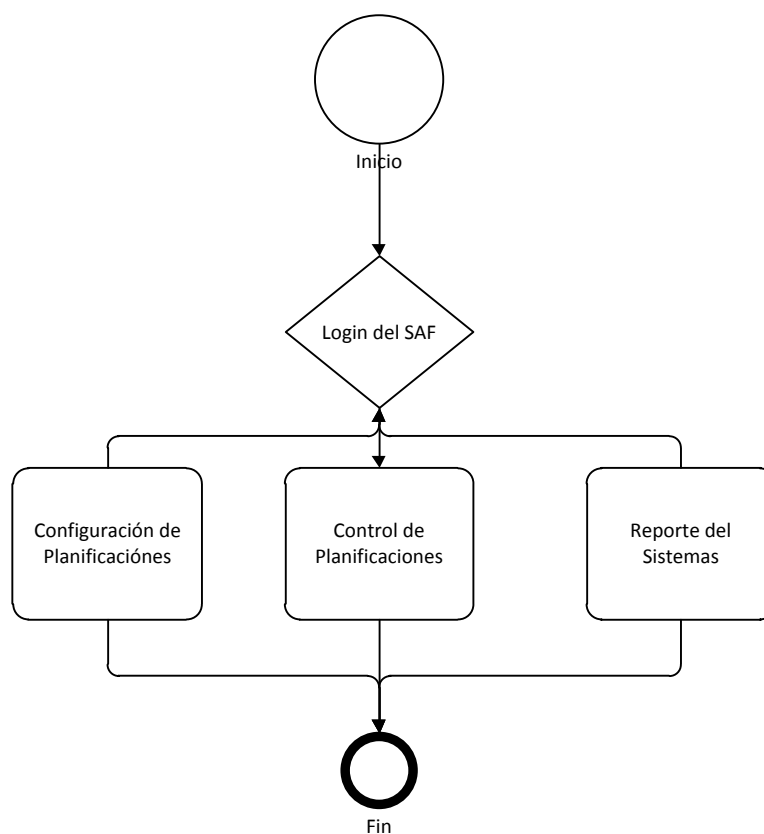 Inicio
Login del SAF
Configuración de
Planificaciónes
Control de
Planificaciones
Reporte del
Sistemas
Fin